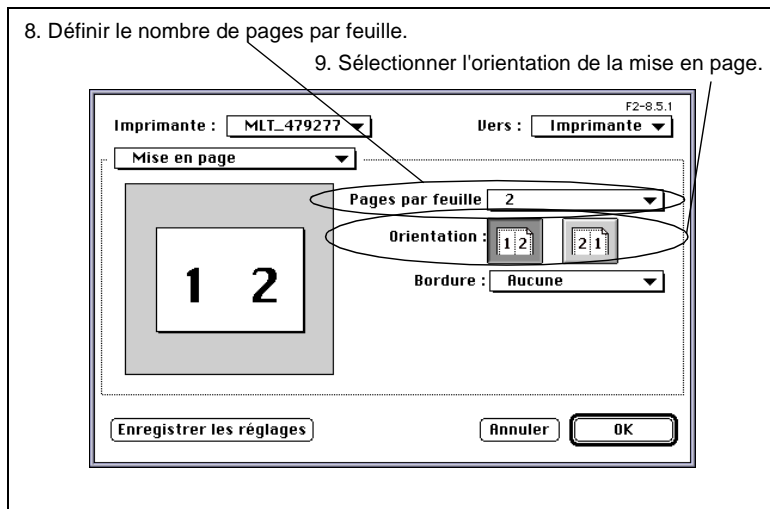 8. Définir le nombre de pages par feuille.
9. Sélectionner l'orientation de la mise en page.
F2-8.5.1
Imprimante : MLT_479277 Vers : Imprimante
Mise en page
Pages par feuille 2
Orientation : 1 2 2 1
1 2
Bordure : Aucune
Enregistrer les réglages Annuler OK